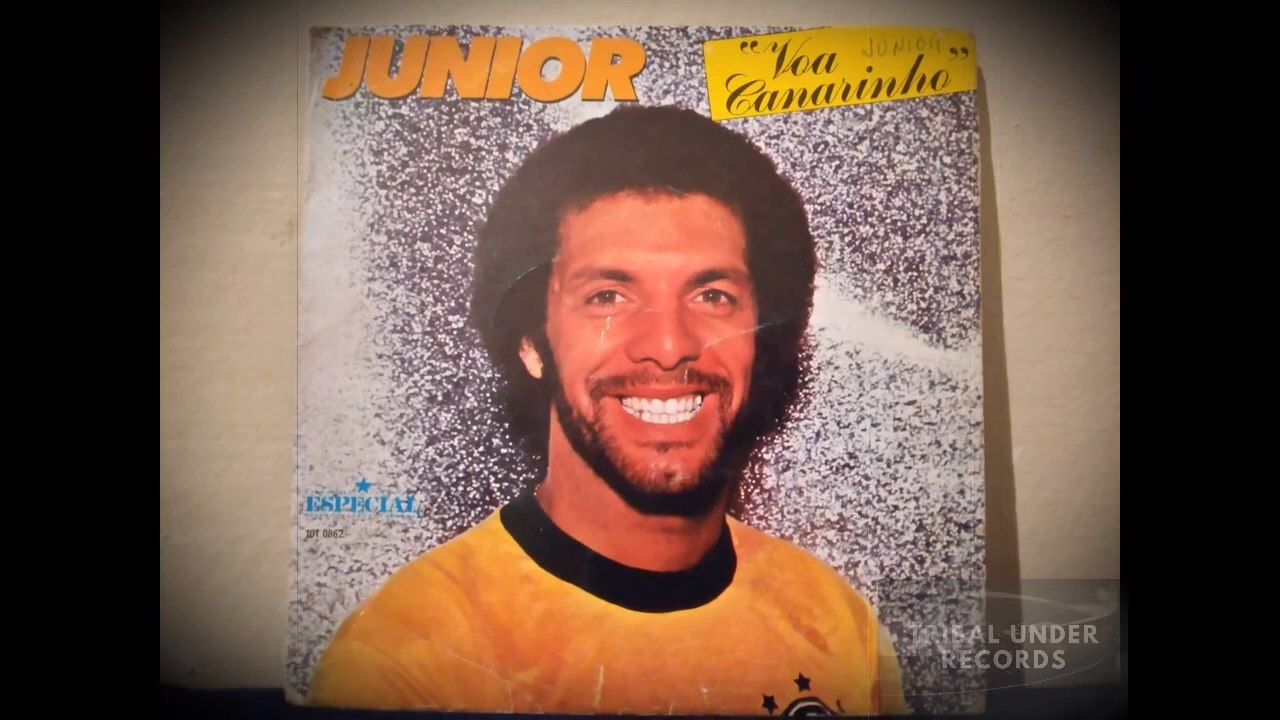 JUNIOR
“Voa
Canarinho”
JUNIOR
ESPECIAL
101 0862
TRIBAL UNDER
RECORDS